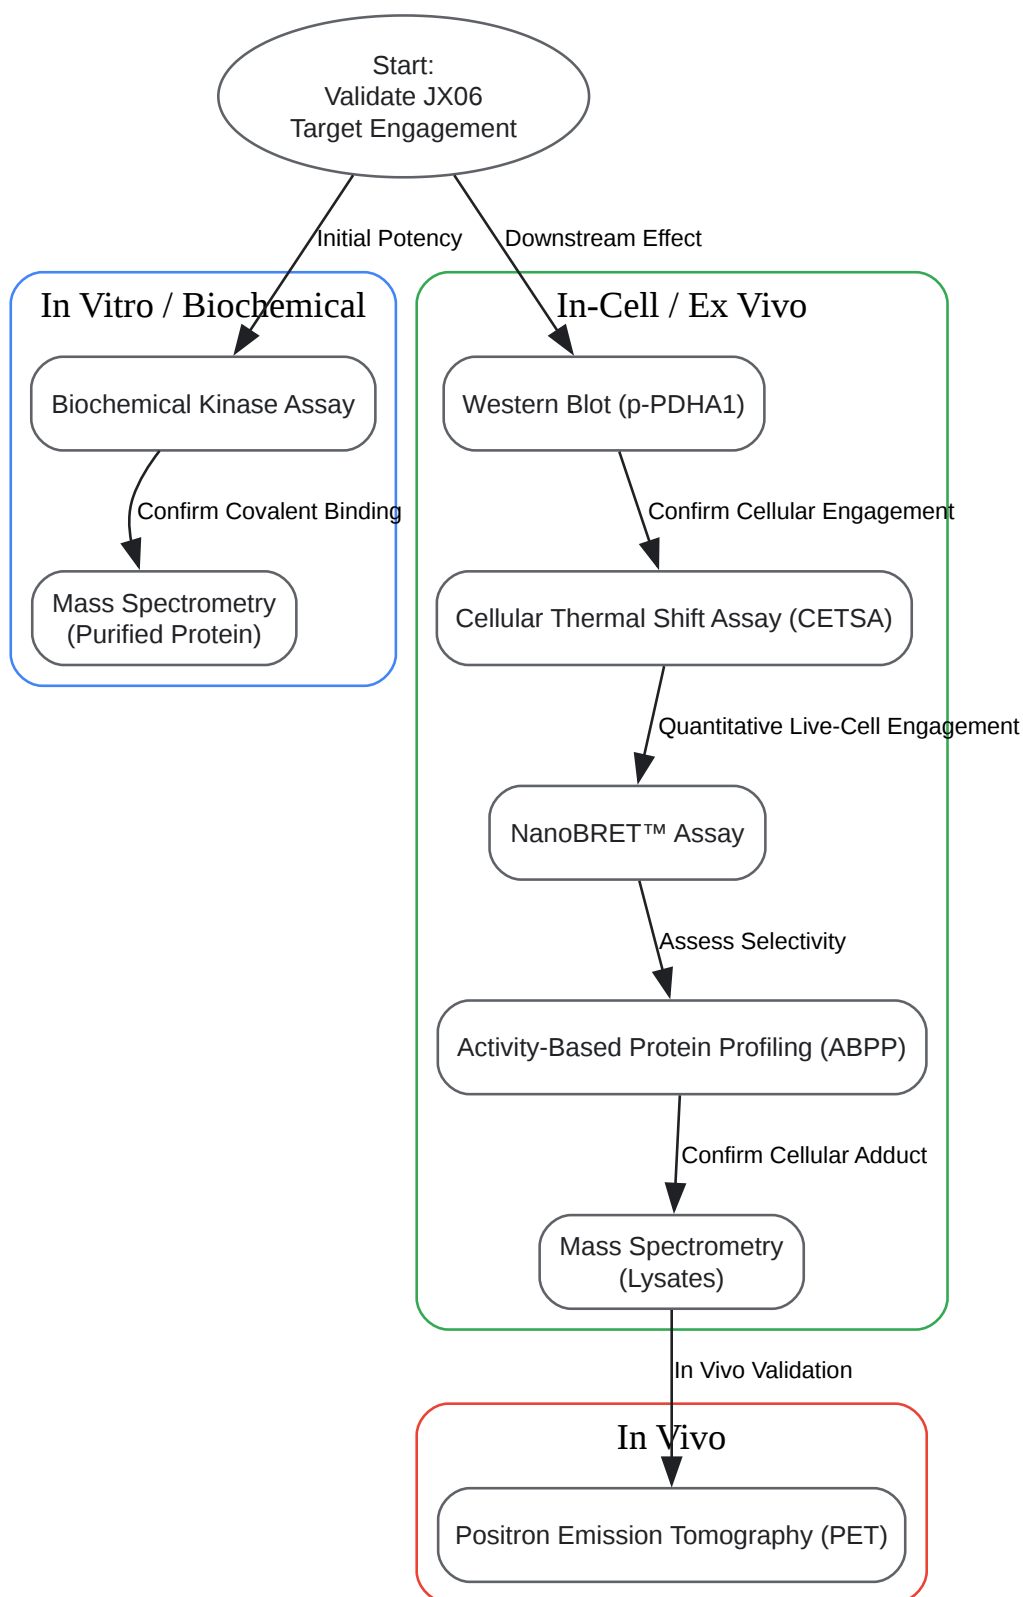 Start:
Validate JX06
Target Engagement
Initial Potency
Downstream Effect
In Vitro / Biochemical
In-Cell / Ex Vivo
Biochemical Kinase Assay
Western Blot (p-PDHA1)
Confirm Covalent Binding
Confirm Cellular Engagement
Mass Spectrometry
(Purified Protein)
Cellular Thermal Shift Assay (CETSA)
Quantitative Live-Cell Engagement
NanoBRET™ Assay
Assess Selectivity
Activity-Based Protein Profiling (ABPP)
Confirm Cellular Adduct
Mass Spectrometry
(Lysates)
In Vivo Validation
In Vivo
Positron Emission Tomography (PET)